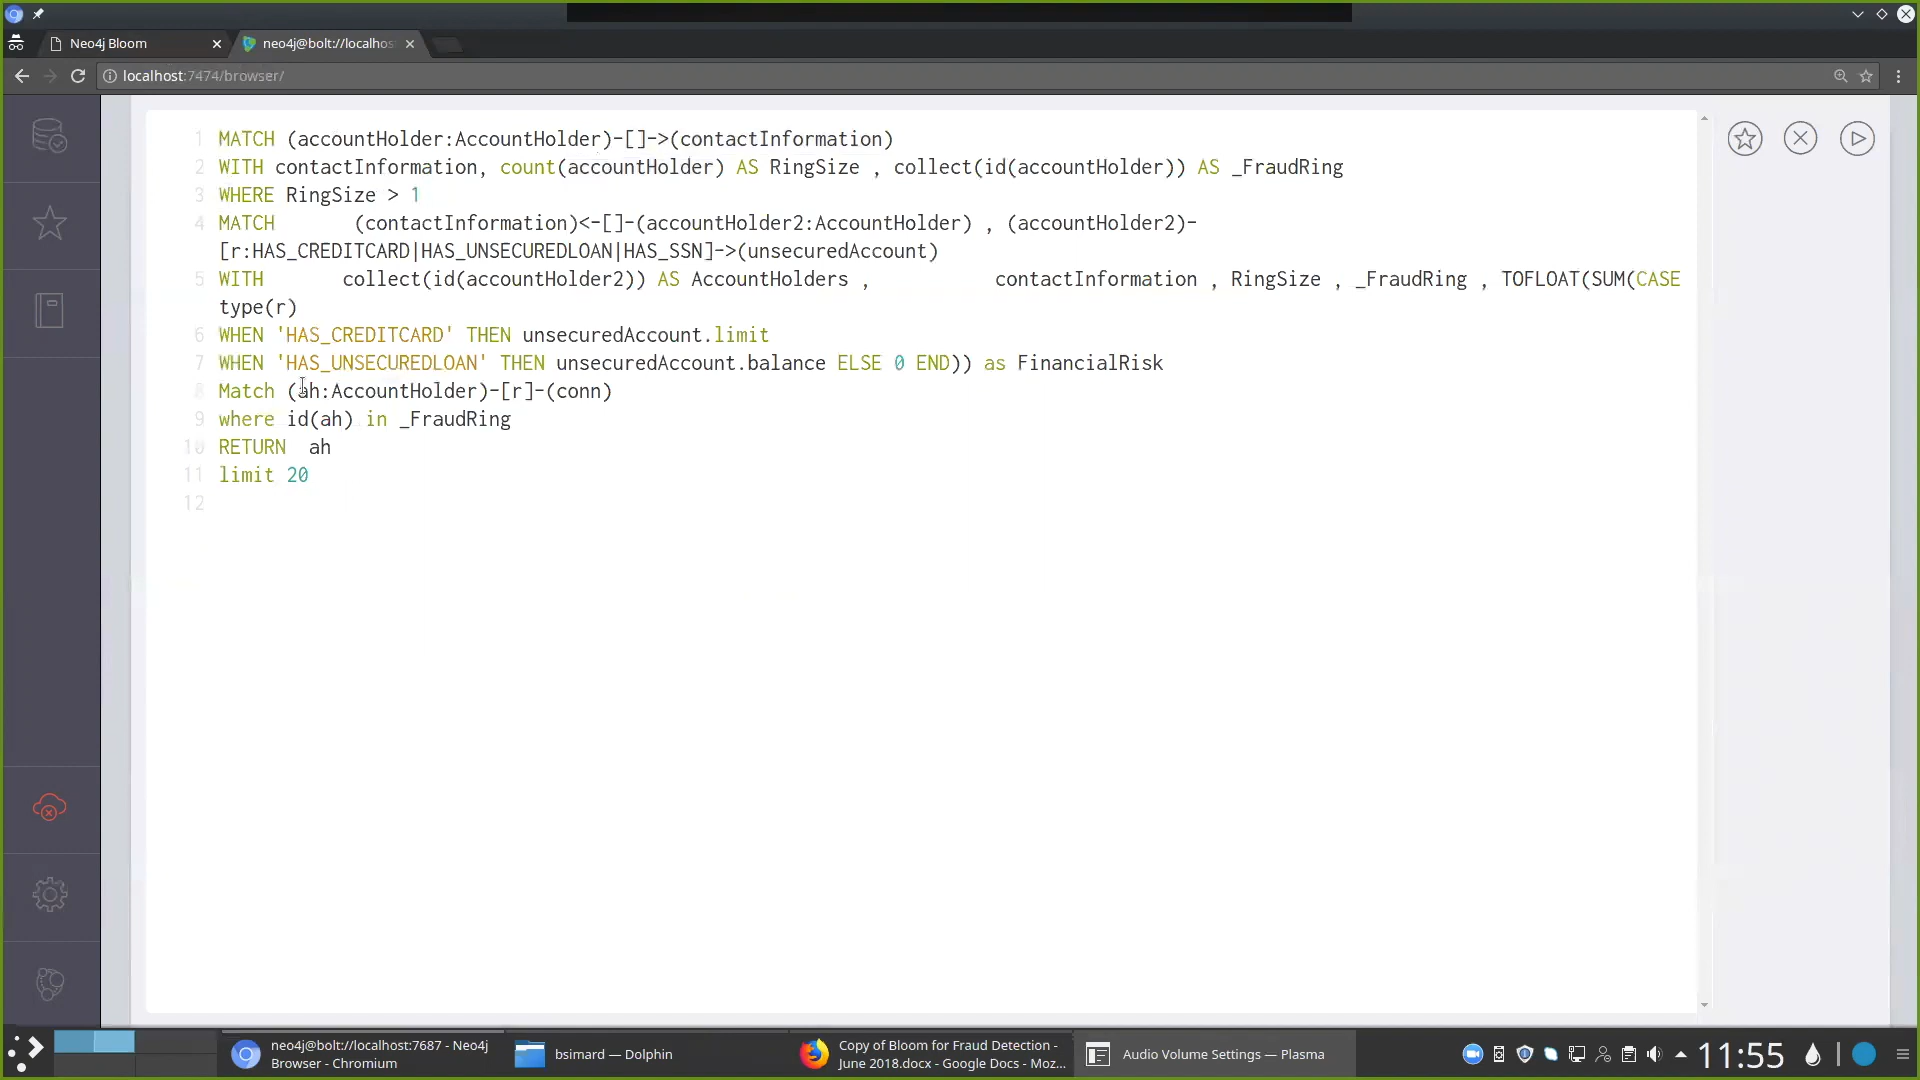 Neo4j Bloom
neo4j@bolt://localhos
localhost:7474/browser/
1 MATCH (accountHolder:AccountHolder)-[]->(contactInformation)
2 WITH contactInformation, count(accountHolder) AS RingSize , collect(id(accountHolder)) AS _FraudRing
3 WHERE RingSize > 1
4 MATCH       (contactInformation)<-[]-(accountHolder2:AccountHolder) , (accountHolder2)-
[r:HAS_CREDITCARD|HAS_UNSECUREDLOAN|HAS_SSN]->(unsecuredAccount)
5 WITH       collect(id(accountHolder2)) AS AccountHolders ,           contactInformation , RingSize , _FraudRing , TOFLOAT(SUM(CASE
type(r)
6 WHEN 'HAS_CREDITCARD' THEN unsecuredAccount.limit
7 WHEN 'HAS_UNSECUREDLOAN' THEN unsecuredAccount.balance ELSE 0 END)) as FinancialRisk
8 Match (ah:AccountHolder)-[r]-(conn)
9 where id(ah) in _FraudRing
10 RETURN  ah
11 limit 20
12
neo4j@bolt://localhost:7687 - Neo4j
Browser - Chromium
bsimard — Dolphin
Copy of Bloom for Fraud Detection -
June 2018.docx - Google Docs - Moz...
Audio Volume Settings — Plasma
11:55